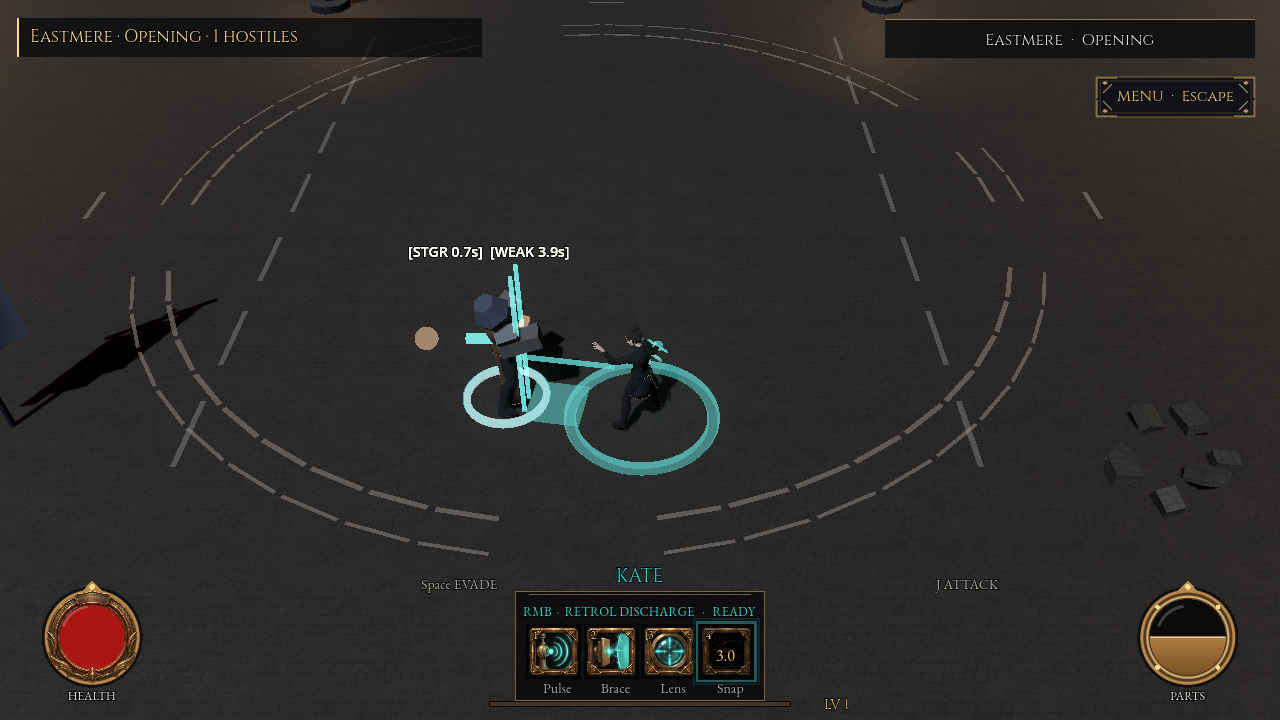 Eastmere · Opening · 1 hostiles
Eastmere · Opening
MENU · Escape
[STGR 0.7s] [WEAK 3.9s]
Space EVADE
KATE
J ATTACK
RMB · RETROL DISCHARGE · READY
1 2 3 4
3.0
Pulse Brace Lens Snap
HEALTH
PARTS
LV 1